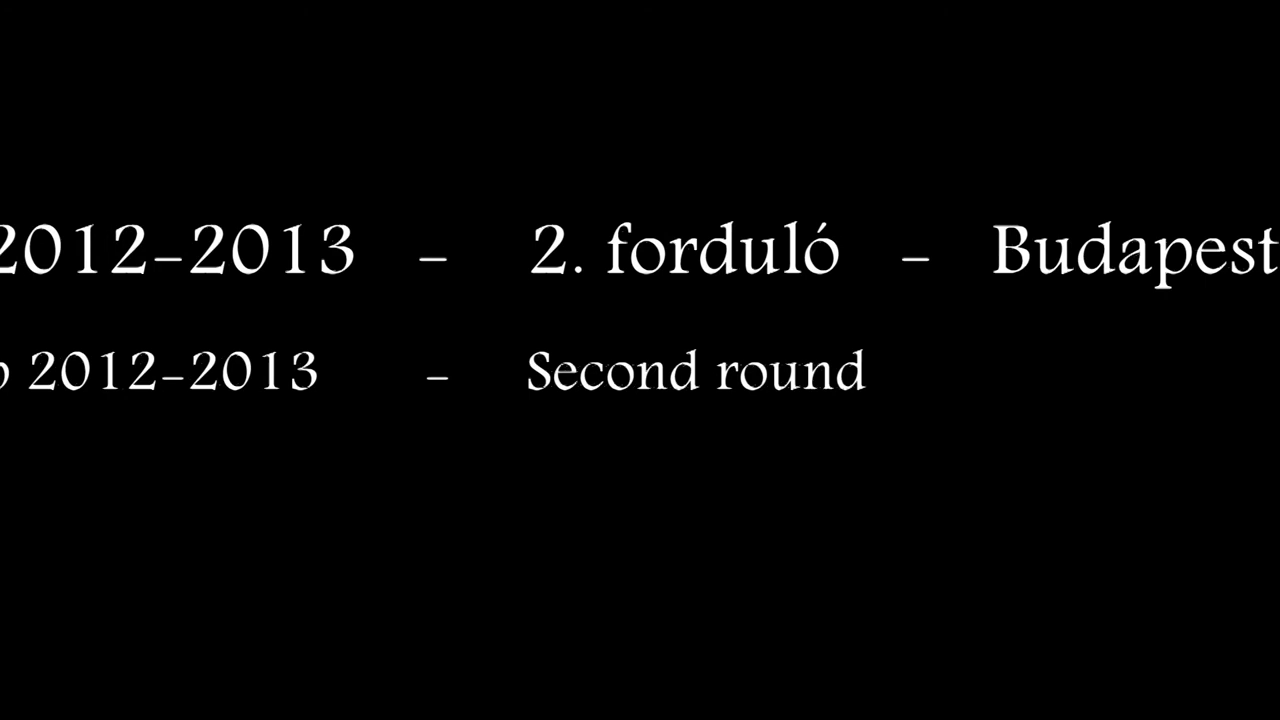 2012-2013 - 2. forduló - Budapest
2012-2013 - Second round